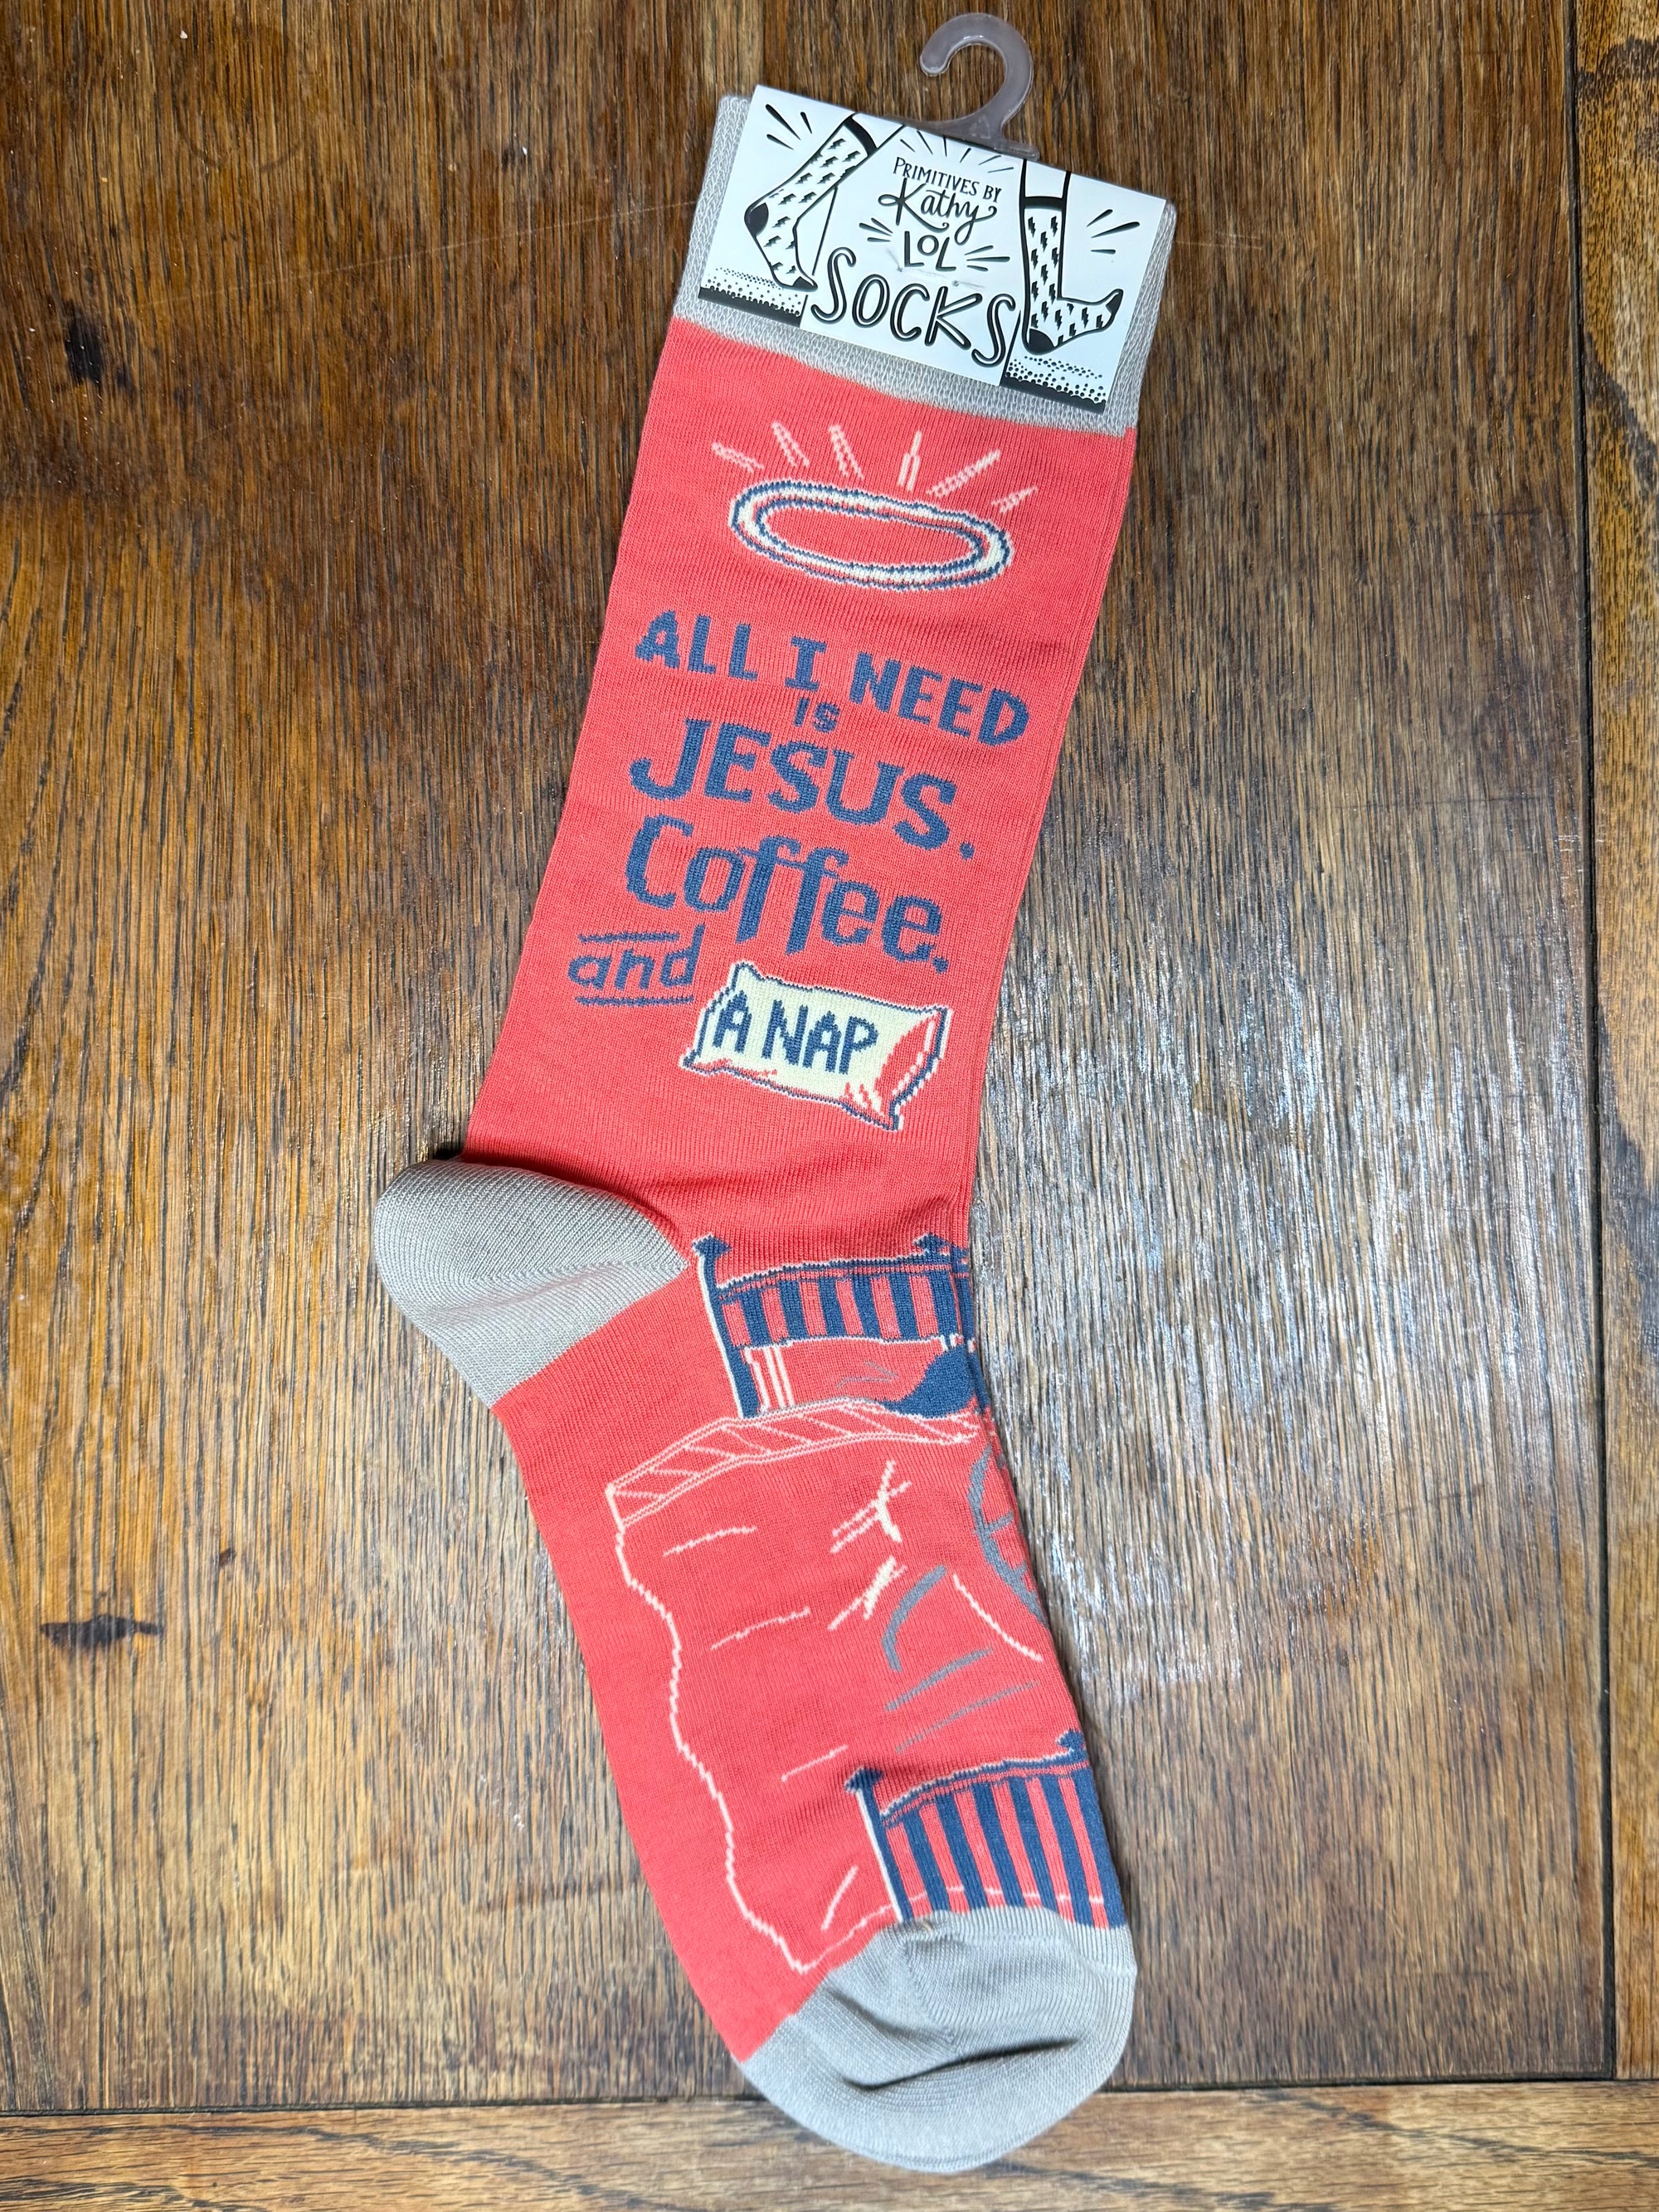 PRIMITIVES BY
Kathy
LOL
SOCKS
ALL I NEED
IS
JESUS.
Coffee.
and
A NAP